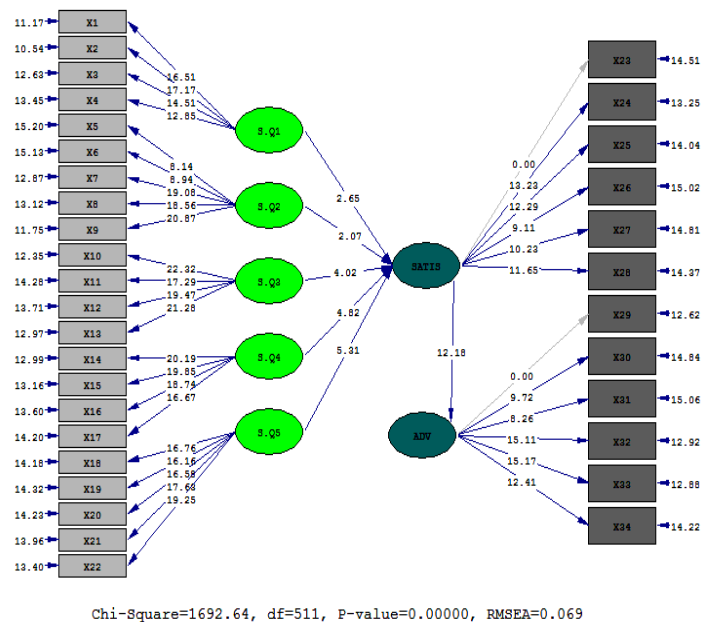 11.17 X1
10.54 X2
12.63 X3
13.45 X4
15.20 X5
15.13 X6
12.87 X7
13.12 X8
11.75 X9
12.35 X10
14.28 X11
13.71 X12
12.97 X13
12.99 X14
13.16 X15
13.60 X16
14.20 X17
14.18 X18
14.32 X19
14.23 X20
13.96 X21
13.40 X22
16.51
17.17
14.51
12.85
8.14
8.94
19.08
18.56
20.87
22.32
17.29
19.47
21.28
20.19
19.85
18.74
16.67
16.76
16.16
16.58
17.63
19.25
S.Q1
S.Q2
S.Q3
S.Q4
S.Q5
2.65
2.07
4.02
4.82
5.31
SATIS
12.18
ADV
0.00
13.23
12.29
9.11
10.23
11.65
0.00
9.72
8.26
15.11
15.17
12.41
X23 14.51
X24 13.25
X25 14.04
X26 15.02
X27 14.81
X28 14.37
X29 12.62
X30 14.84
X31 15.06
X32 12.92
X33 12.88
X34 14.22
Chi-Square=1692.64, df=511, P-value=0.00000, RMSEA=0.069